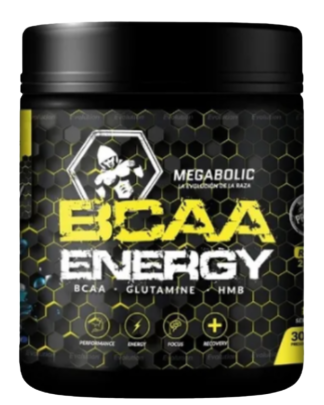 MEGABOLIC
LA EVOLUCIÓN DE LA RAZA
BCAA
ENERGY
BCAA · GLUTAMINE · HMB
PERFORMANCE
ENERGY
FOCUS
RECOVERY
30